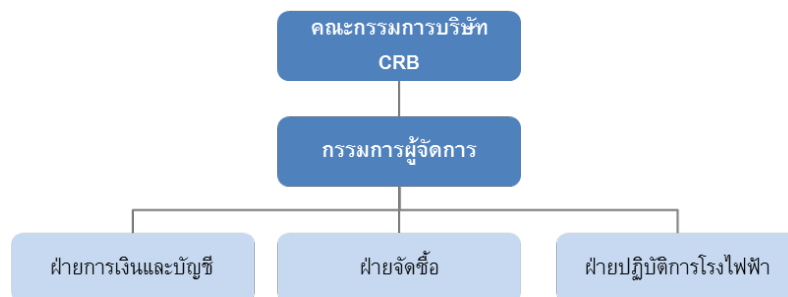 คณะกรรมการบริษัท
CRB
กรรมการผู้จัดการ
ฝ่ายการเงินและบัญชี
ฝ่ายจัดซื้อ
ฝ่ายปฏิบัติการโรงไฟฟ้า